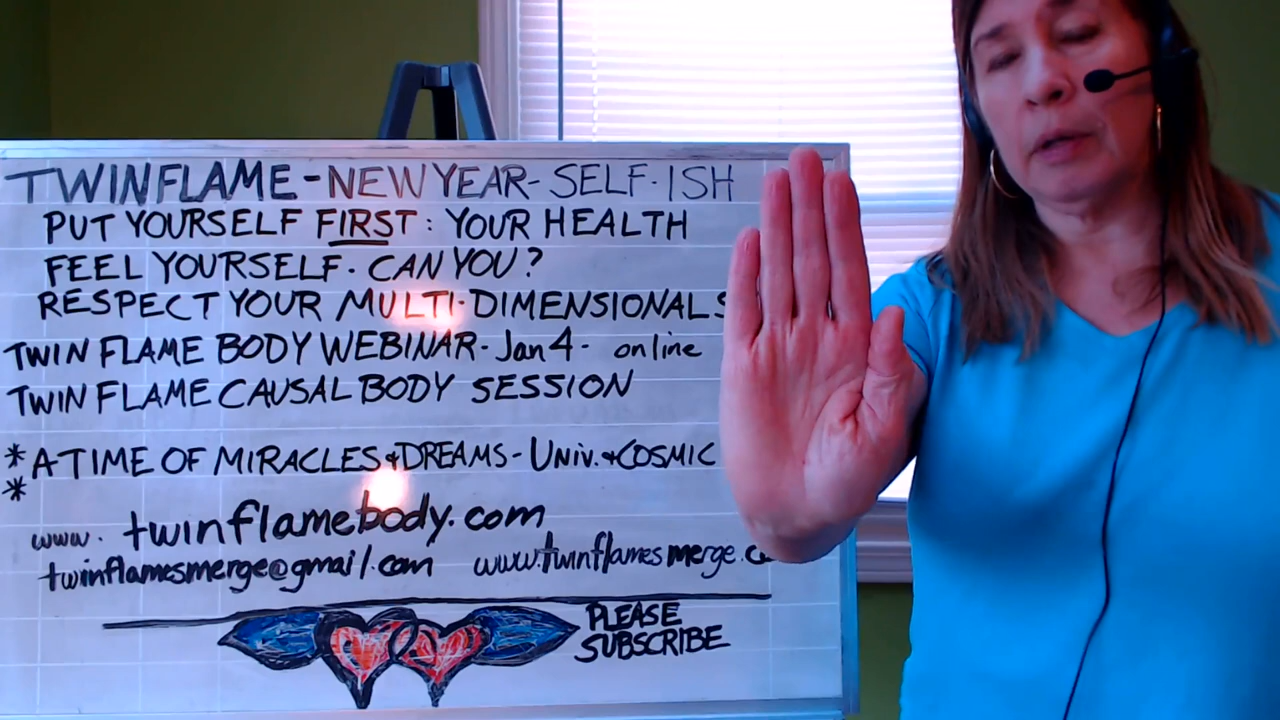 TWINFLAME-NEW YEAR-SELF-ISH
PUT YOURSELF FIRST: YOUR HEALTH
FEEL YOURSELF. CAN YOU?
RESPECT YOUR MULTI-DIMENSIONALS
TWIN FLAME BODY WEBINAR-Jan 4- online
TWIN FLAME CAUSAL BODY SESSION
* A TIME OF MIRACLES & DREAMS-Univ. & COSMIC
*
www. twinflamebody.com
twinflamesmerge@gmail.com www.twinflamesmerge.c
PLEASE
SUBSCRIBE